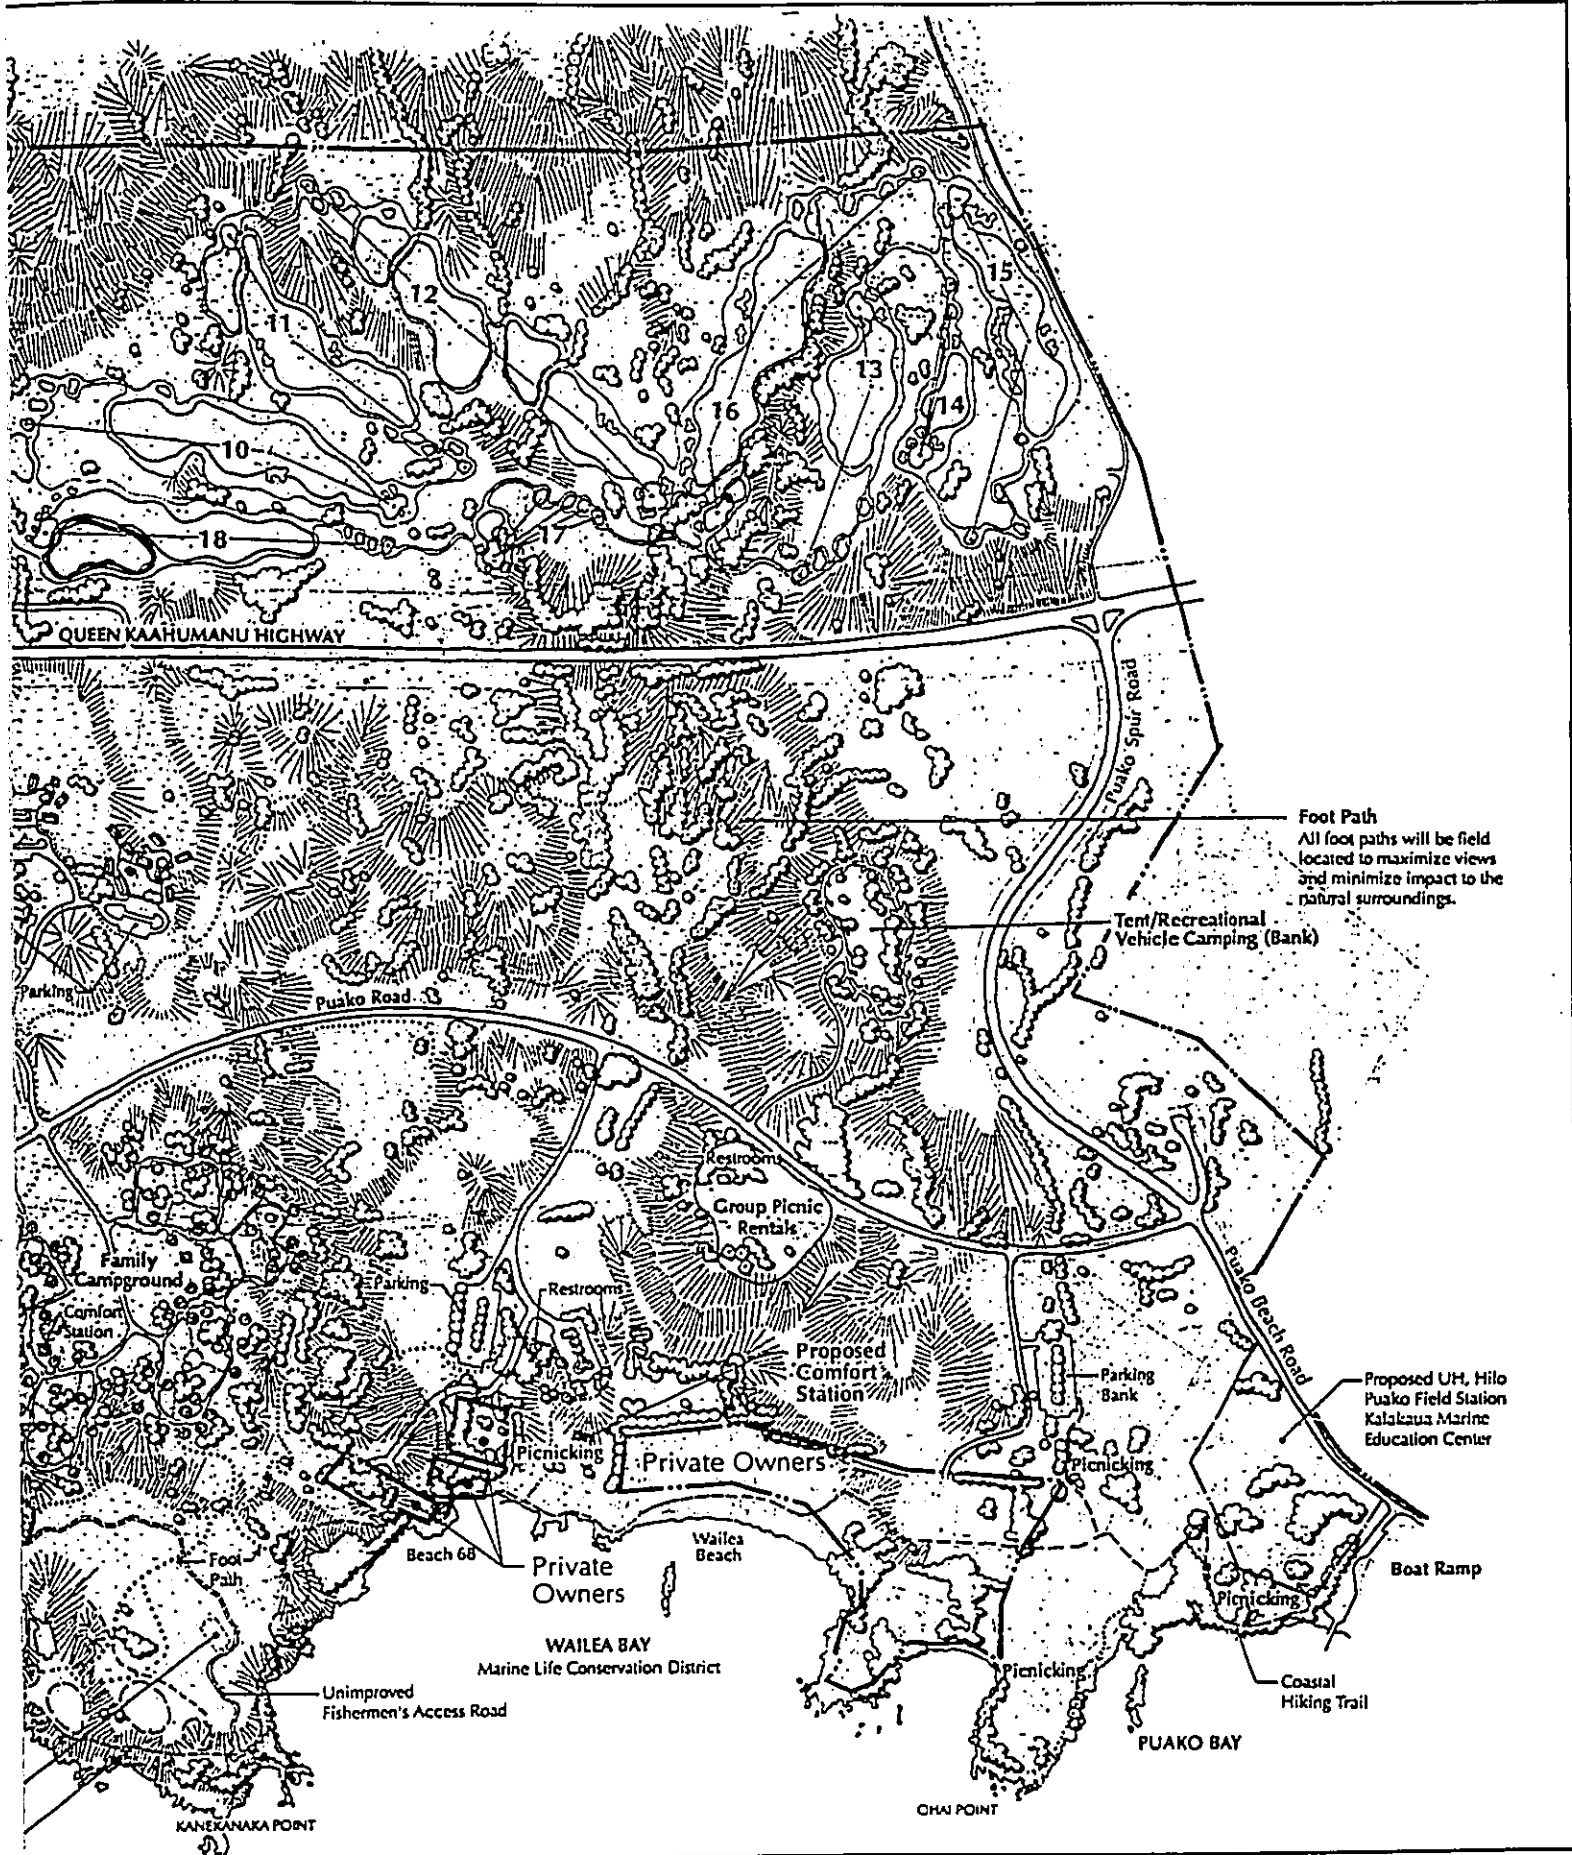 15
12
11
13
14
16
10
17
18
QUEEN KAAHUMANU HIGHWAY
Puako Spur Road
Foot Path
All foot paths will be field
located to maximize views
and minimize impact to the
natural surroundings.
Tent/Recreational
Vehicle Camping (Bank)
Parking
Puako Road
Restrooms
Group Picnic
Rentals
Family
Campground
Comfort
Station
Parking
Restrooms
Puako Beach Road
Proposed
Comfort
Station
Parking
Bank
Proposed UH, Hilo
Puako Field Station
Kalakaua Marine
Education Center
Picnicking
Private Owners
Picnicking
Beach 68
Wailea
Beach
Foot
Path
Private
Owners
Boat Ramp
Picnicking
WAILEA BAY
Marine Life Conservation District
Picnicking
Unimproved
Fishermen's Access Road
Coastal
Hiking Trail
PUAKO BAY
OHAI POINT
KANEKANAKA POINT